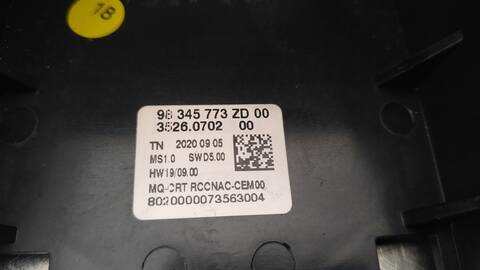 18
98 345 773 ZD 00
3526.0702 00
TN 2020 09 05
MS1.0 SWD5.00
HW19/09.00
MQ-CRT RCCNAC-CEM00
8020000073563004